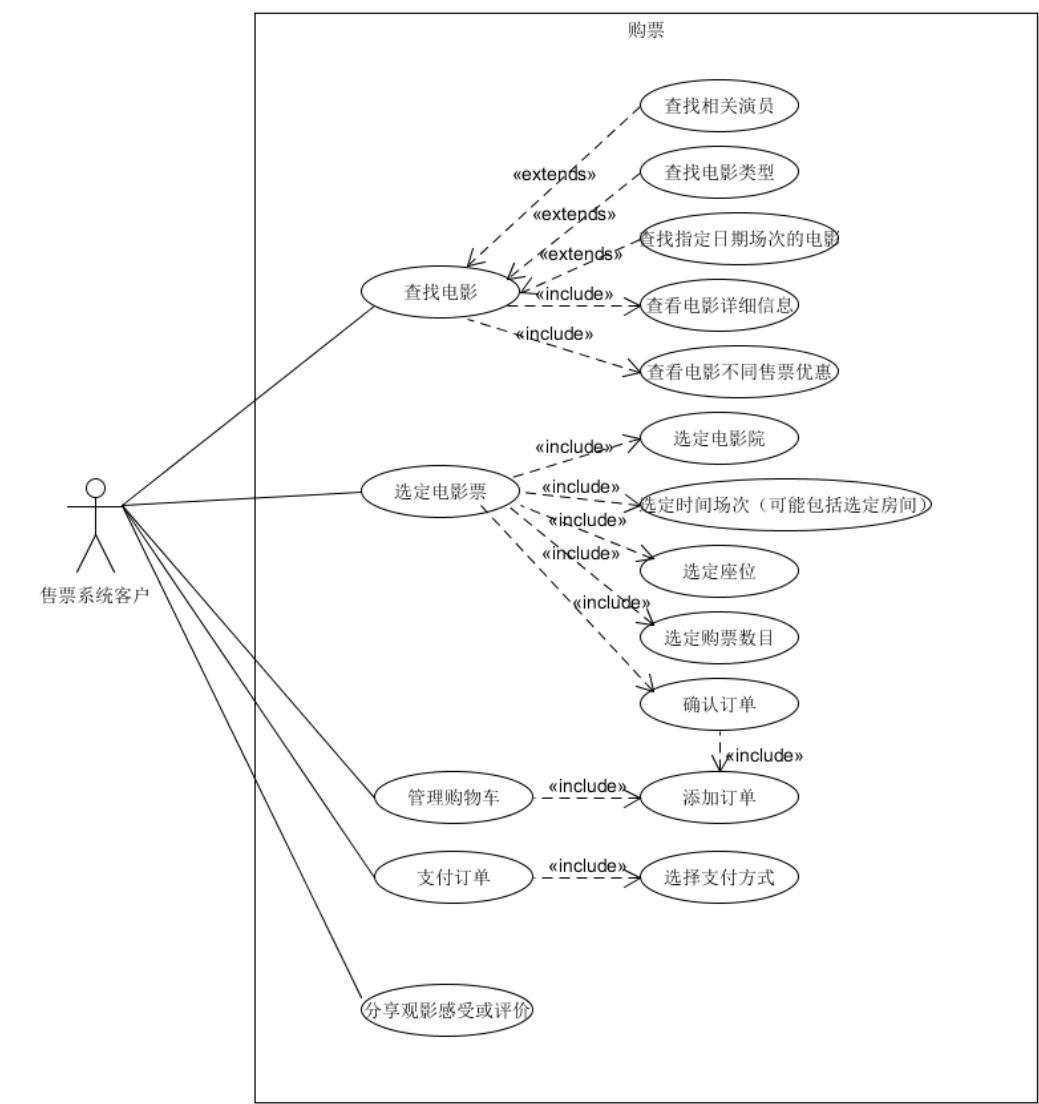 购票
查找相关演员
«extends»
查找电影类型
«extends»
查找指定日期场次的电影
«extends»
查找电影
«include»
查看电影详细信息
«include»
查看电影不同售票优惠
选定电影院
«include»
选定电影票
«include»
选定时间场次（可能包括选定房间）
«include»
«include»
选定座位
售票系统客户
«include»
选定购票数目
确认订单
«include»
管理购物车
«include»
添加订单
支付订单
«include»
选择支付方式
分享观影感受或评价